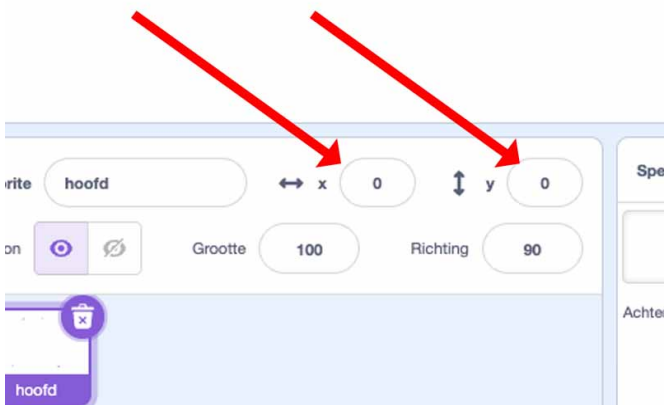 rite hoofd x 0 y 0 Spe
on Grootte 100 Richting 90
Achter
hoofd